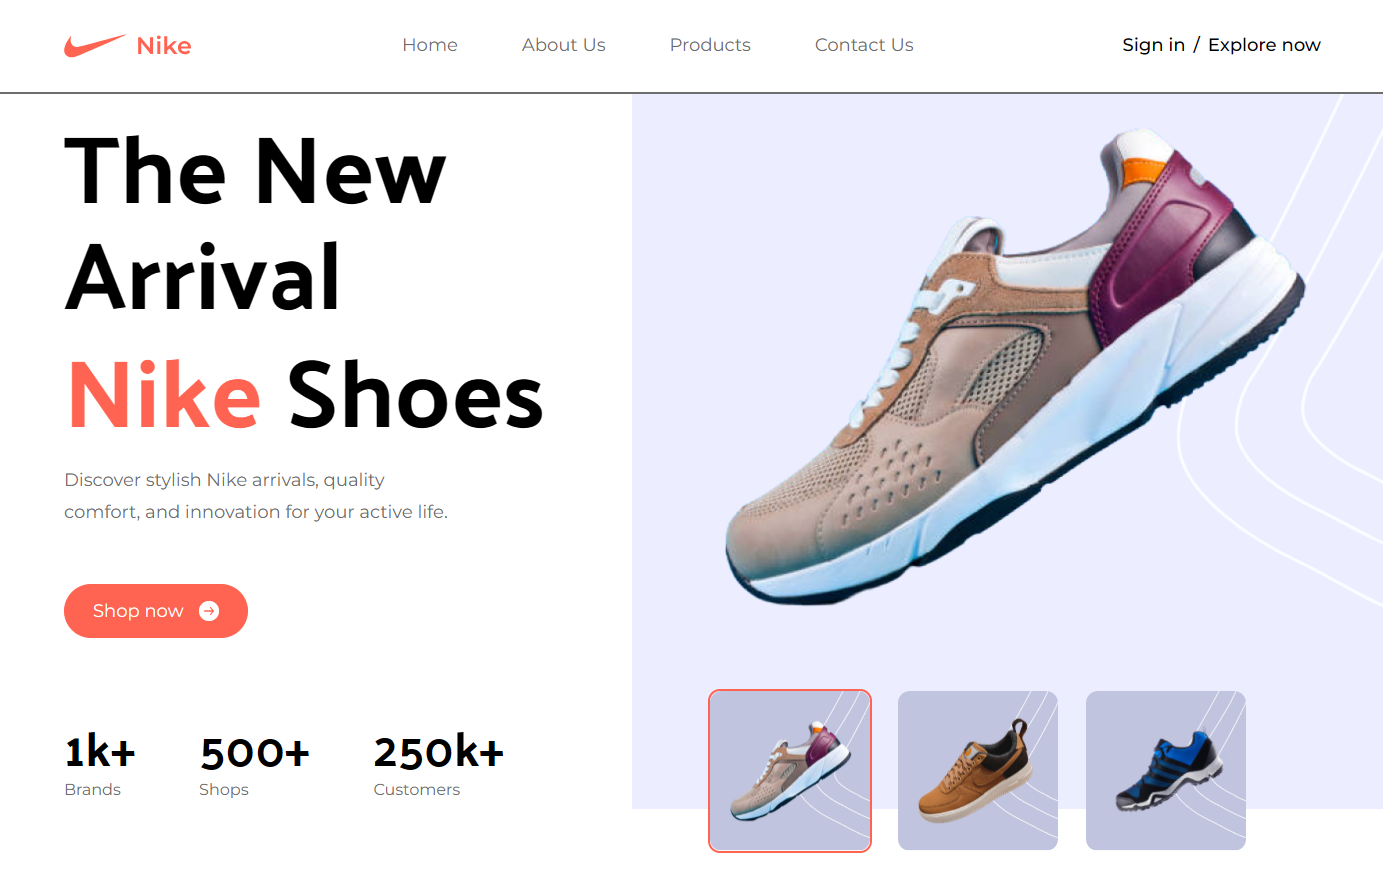 Nike
Home
About Us
Products
Contact Us
Sign in / Explore now
The New
Arrival
Nike Shoes
Discover stylish Nike arrivals, quality
comfort, and innovation for your active life.
Shop now
1k+
Brands
500+
Shops
250k+
Customers